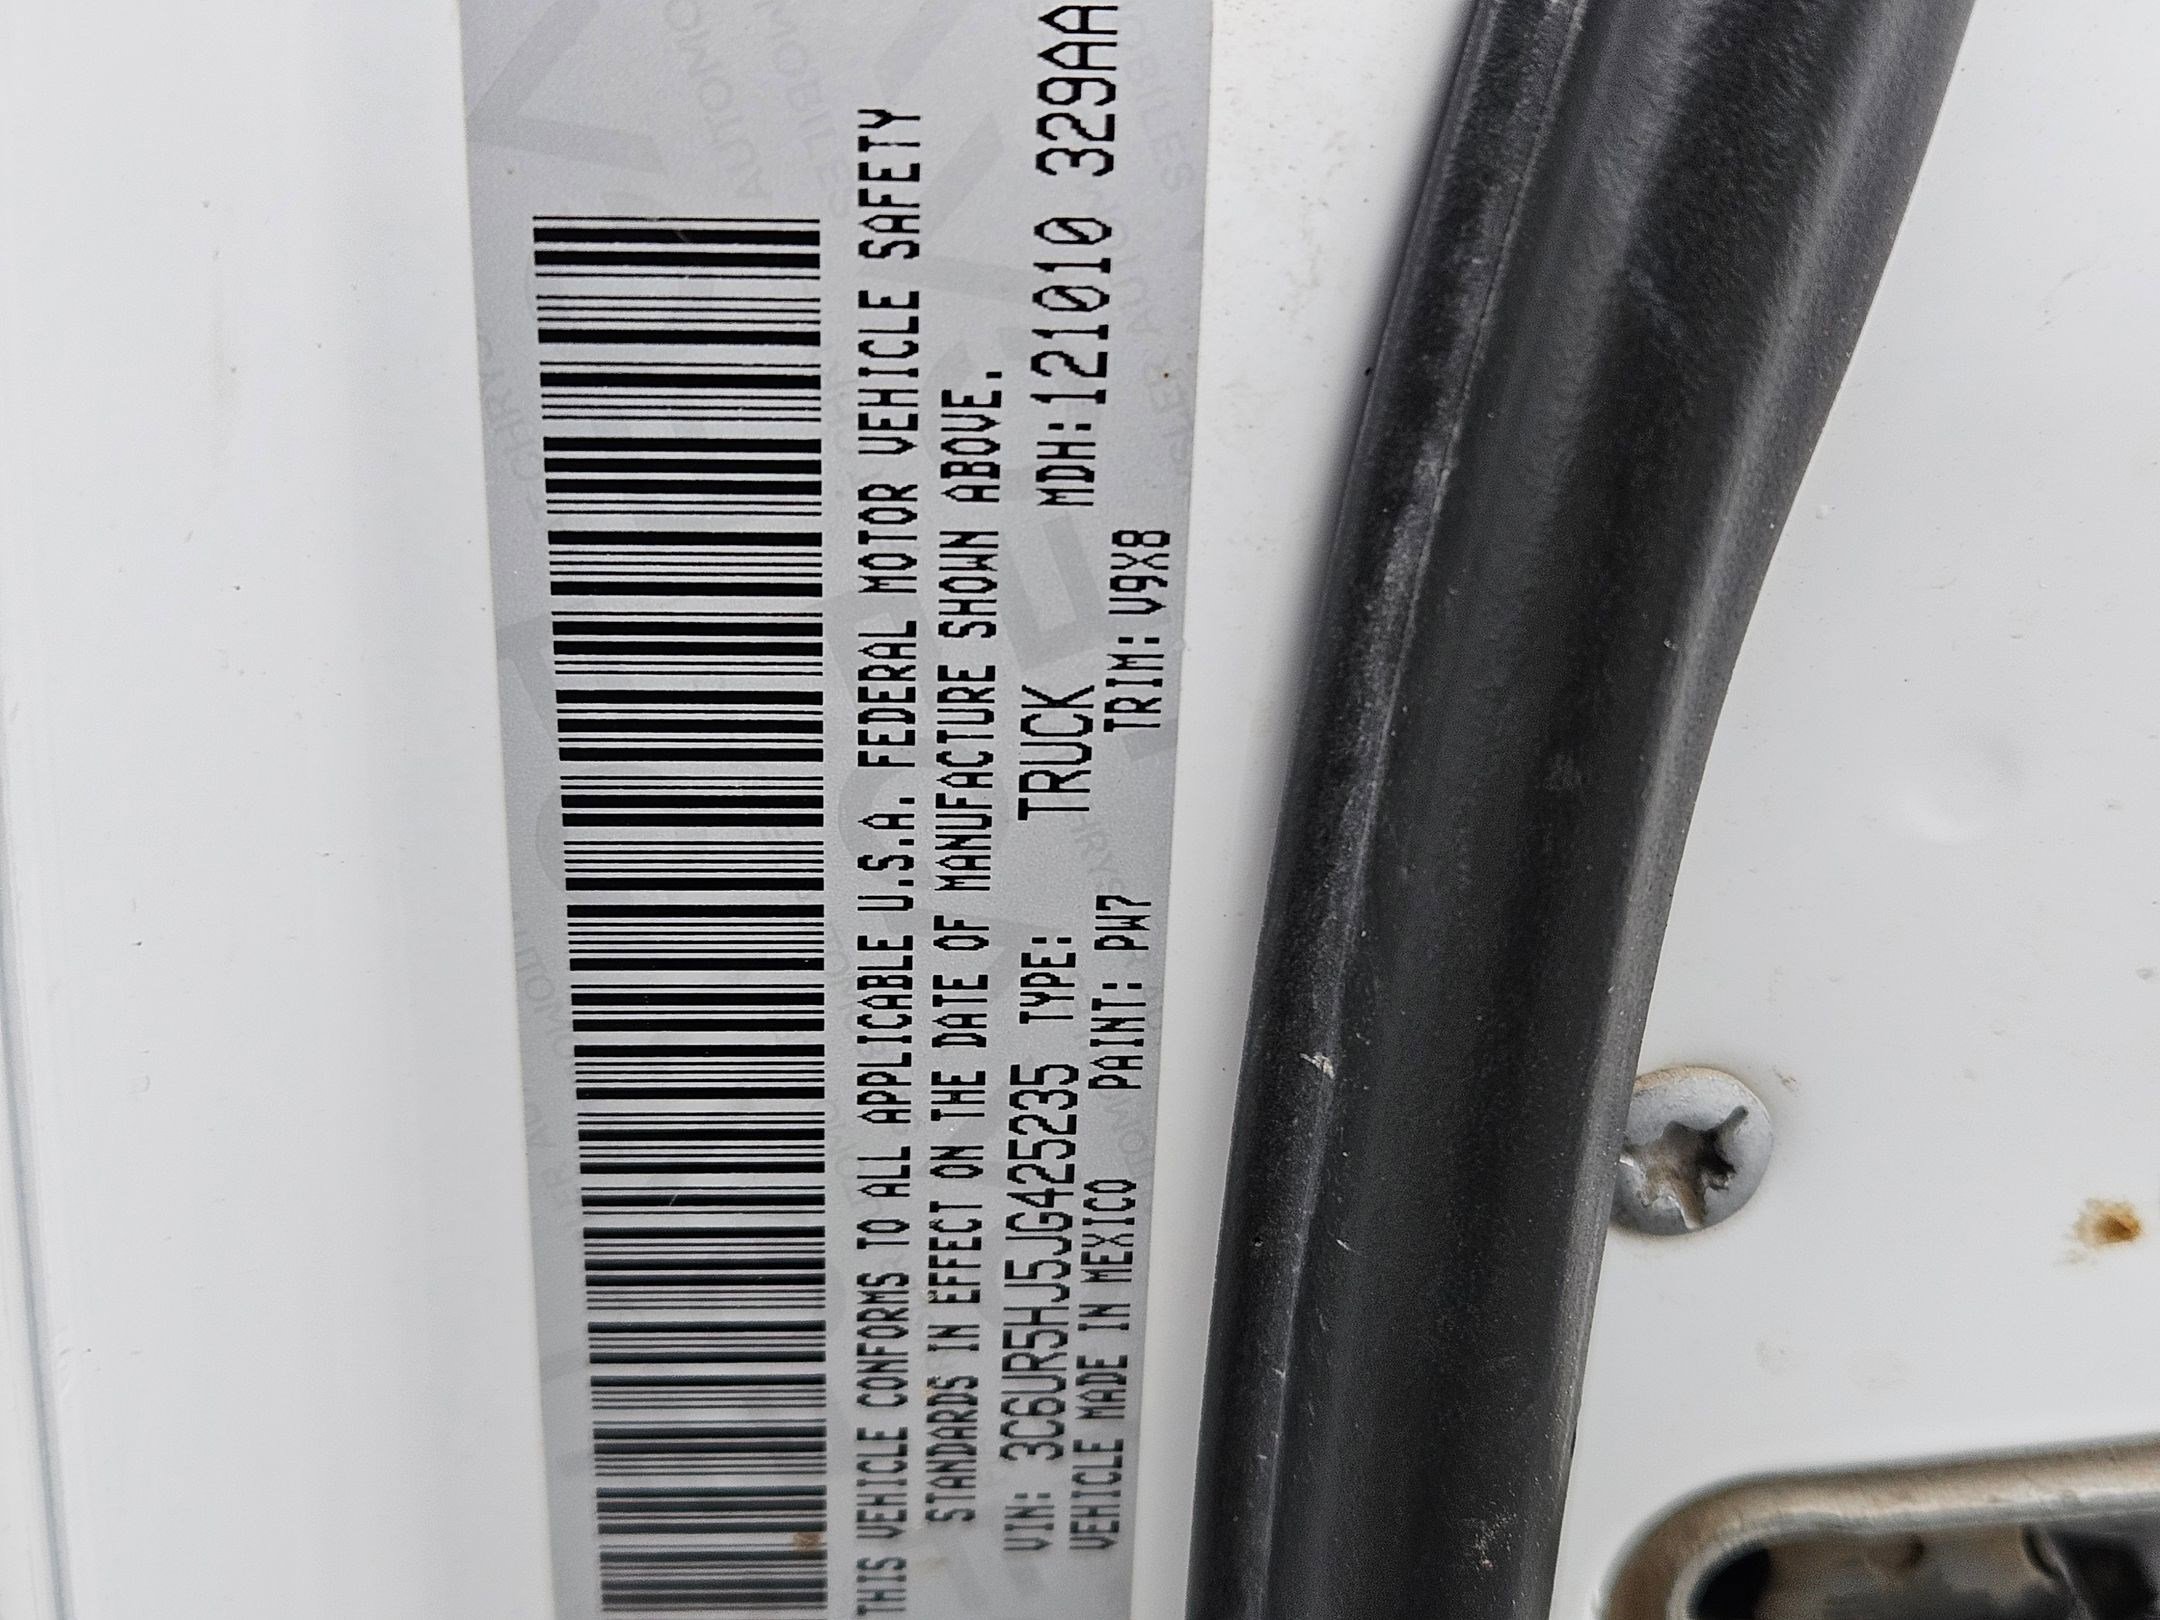 THIS VEHICLE CONFORMS TO ALL APPLICABLE U.S.A. FEDERAL MOTOR VEHICLE SAFETY
STANDARDS IN EFFECT ON THE DATE OF MANUFACTURE SHOWN ABOVE.
VIN: 3C6UR5HJ5JG425235 TYPE: TRUCK MDH:121010 329AA
VEHICLE MADE IN MEXICO PAINT: PW7 TRIM: V9X8